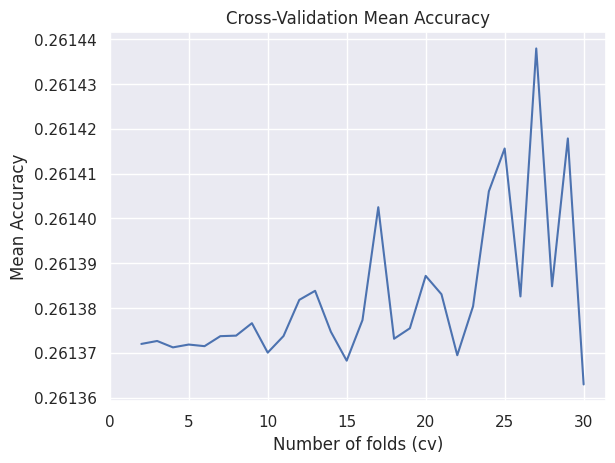 Cross-Validation Mean Accuracy
0.26144
0.26143
0.26142
0.26141
0.26140
0.26139
0.26138
0.26137
0.26136
Mean Accuracy
0 5 10 15 20 25 30
Number of folds (cv)